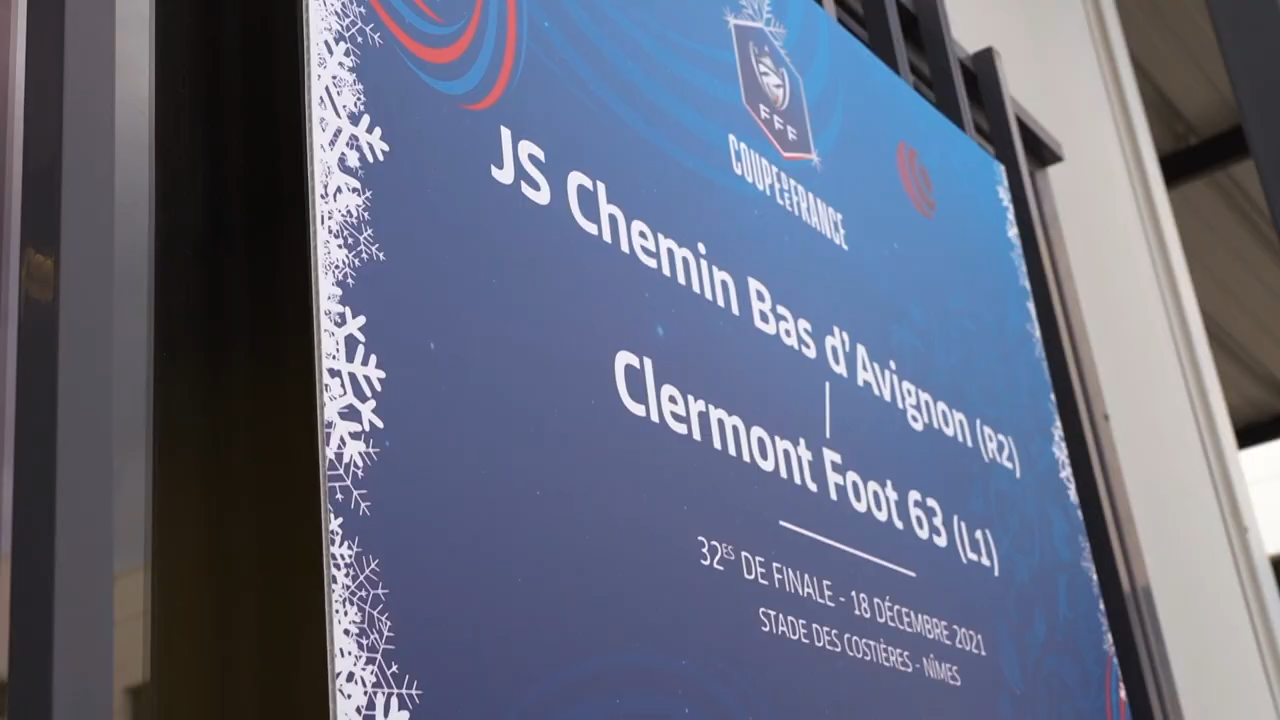 FFF
COUPE DE FRANCE
JS Chemin Bas d'Avignon (R2)
|
Clermont Foot 63 (L1)
32ES DE FINALE - 18 DÉCEMBRE 2021
STADE DES COSTIÈRES - NÎMES